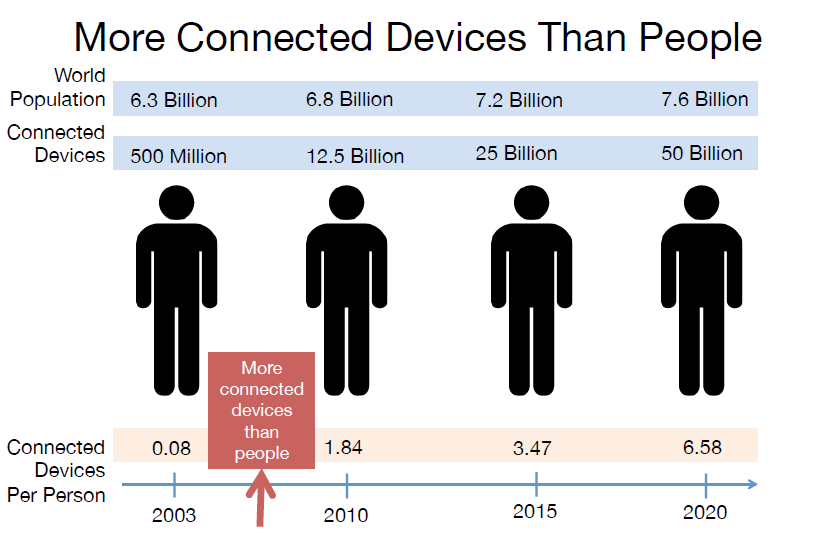 More Connected Devices Than People
World
Population
6.3 Billion 6.8 Billion 7.2 Billion 7.6 Billion
Connected
Devices
500 Million 12.5 Billion 25 Billion 50 Billion
More
connected
devices
than
people
Connected
Devices
Per Person
0.08 1.84 3.47 6.58
2003 2010 2015 2020